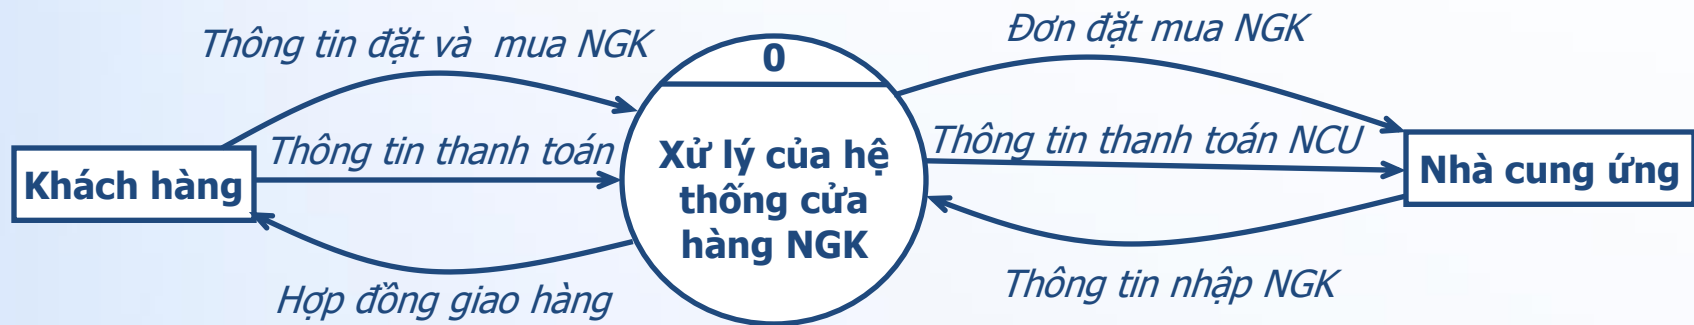 Thông tin đặt và mua NGK
Đơn đặt mua NGK
0
Thông tin thanh toán
Thông tin thanh toán NCU
Khách hàng
Xử lý của hệ
thống cửa
hàng NGK
Nhà cung ứng
Hợp đồng giao hàng
Thông tin nhập NGK